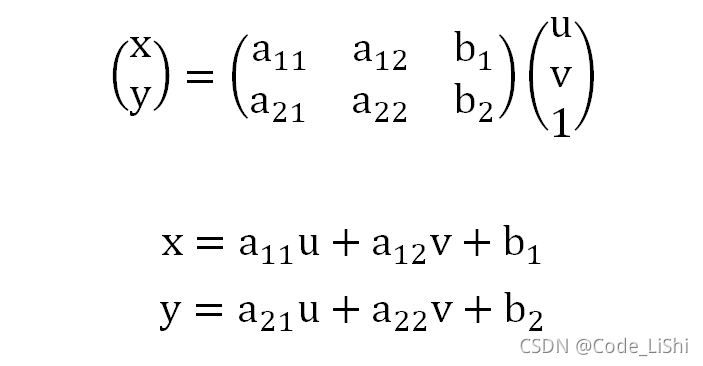 (x y) = (a₁₁ a₁₂ b₁ a₂₁ a₂₂ b₂)(u v 1)
x = a₁₁u + a₁₂v + b₁
y = a₂₁u + a₂₂v + b₂
CSDN @Code_LiShi